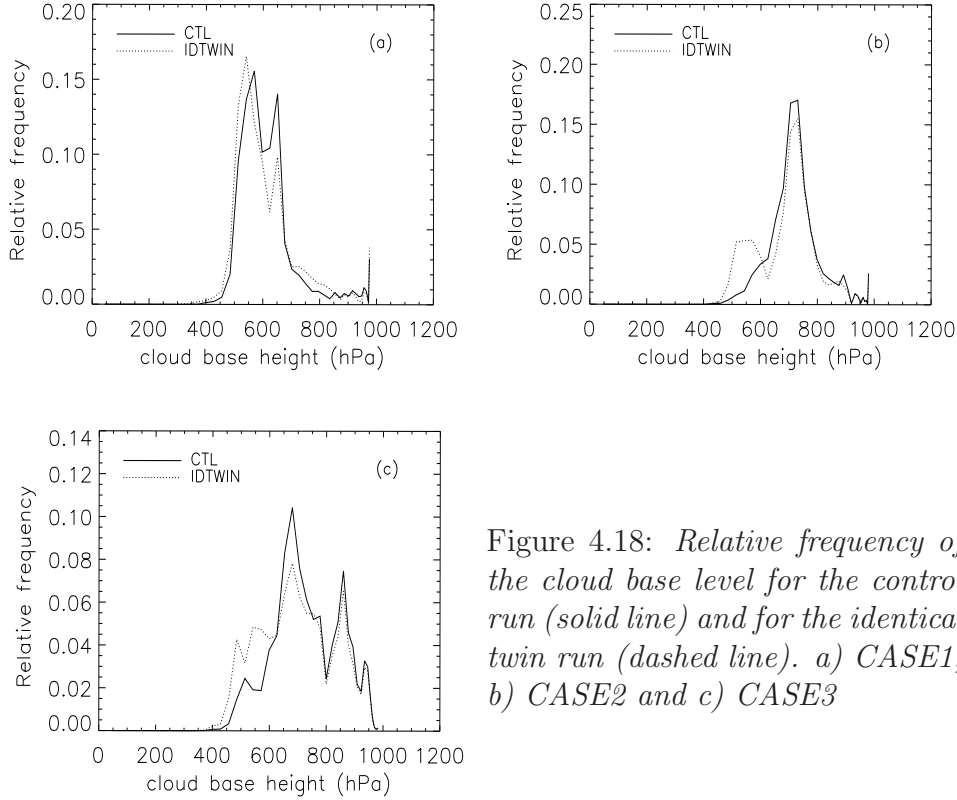 0.20
CTL
IDTWIN
(a)
0.15
0.10
0.05
0.00
Relative frequency
0 200 400 600 800 1000 1200
cloud base height (hPa)
0.25
CTL
IDTWIN
(b)
0.20
0.15
0.10
0.05
0.00
Relative frequency
0 200 400 600 800 1000 1200
cloud base height (hPa)
0.14
CTL
IDTWIN
(c)
0.12
0.10
0.08
0.06
0.04
0.02
0.00
Relative frequency
0 200 400 600 800 1000 1200
cloud base height (hPa)
Figure 4.18: Relative frequency of
the cloud base level for the contro
run (solid line) and for the identica
twin run (dashed line). a) CASE1,
b) CASE2 and c) CASE3